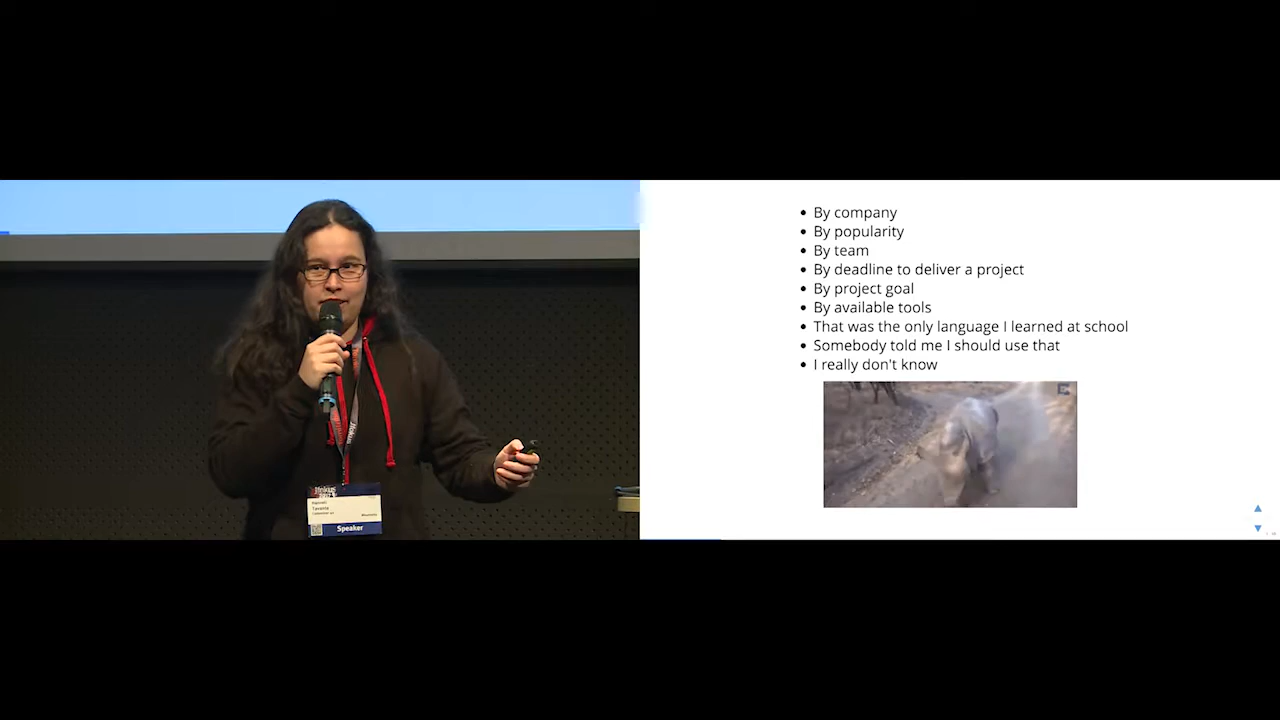 By company
By popularity
By team
By deadline to deliver a project
By project goal
By available tools
That was the only language I learned at school
Somebody told me I should use that
I really don't know
Speaker